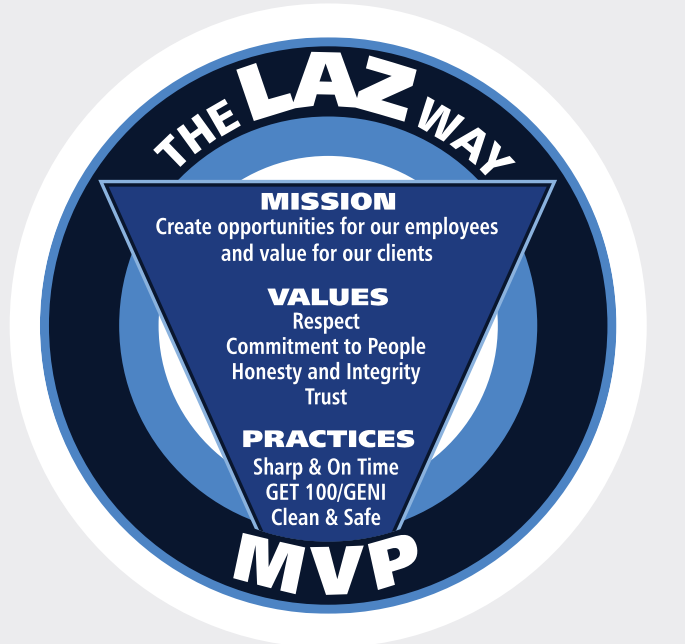 THE LAZ WAY
MISSION
Create opportunities for our employees
and value for our clients
VALUES
Respect
Commitment to People
Honesty and Integrity
Trust
PRACTICES
Sharp & On Time
GET 100/GENI
Clean & Safe
MVP